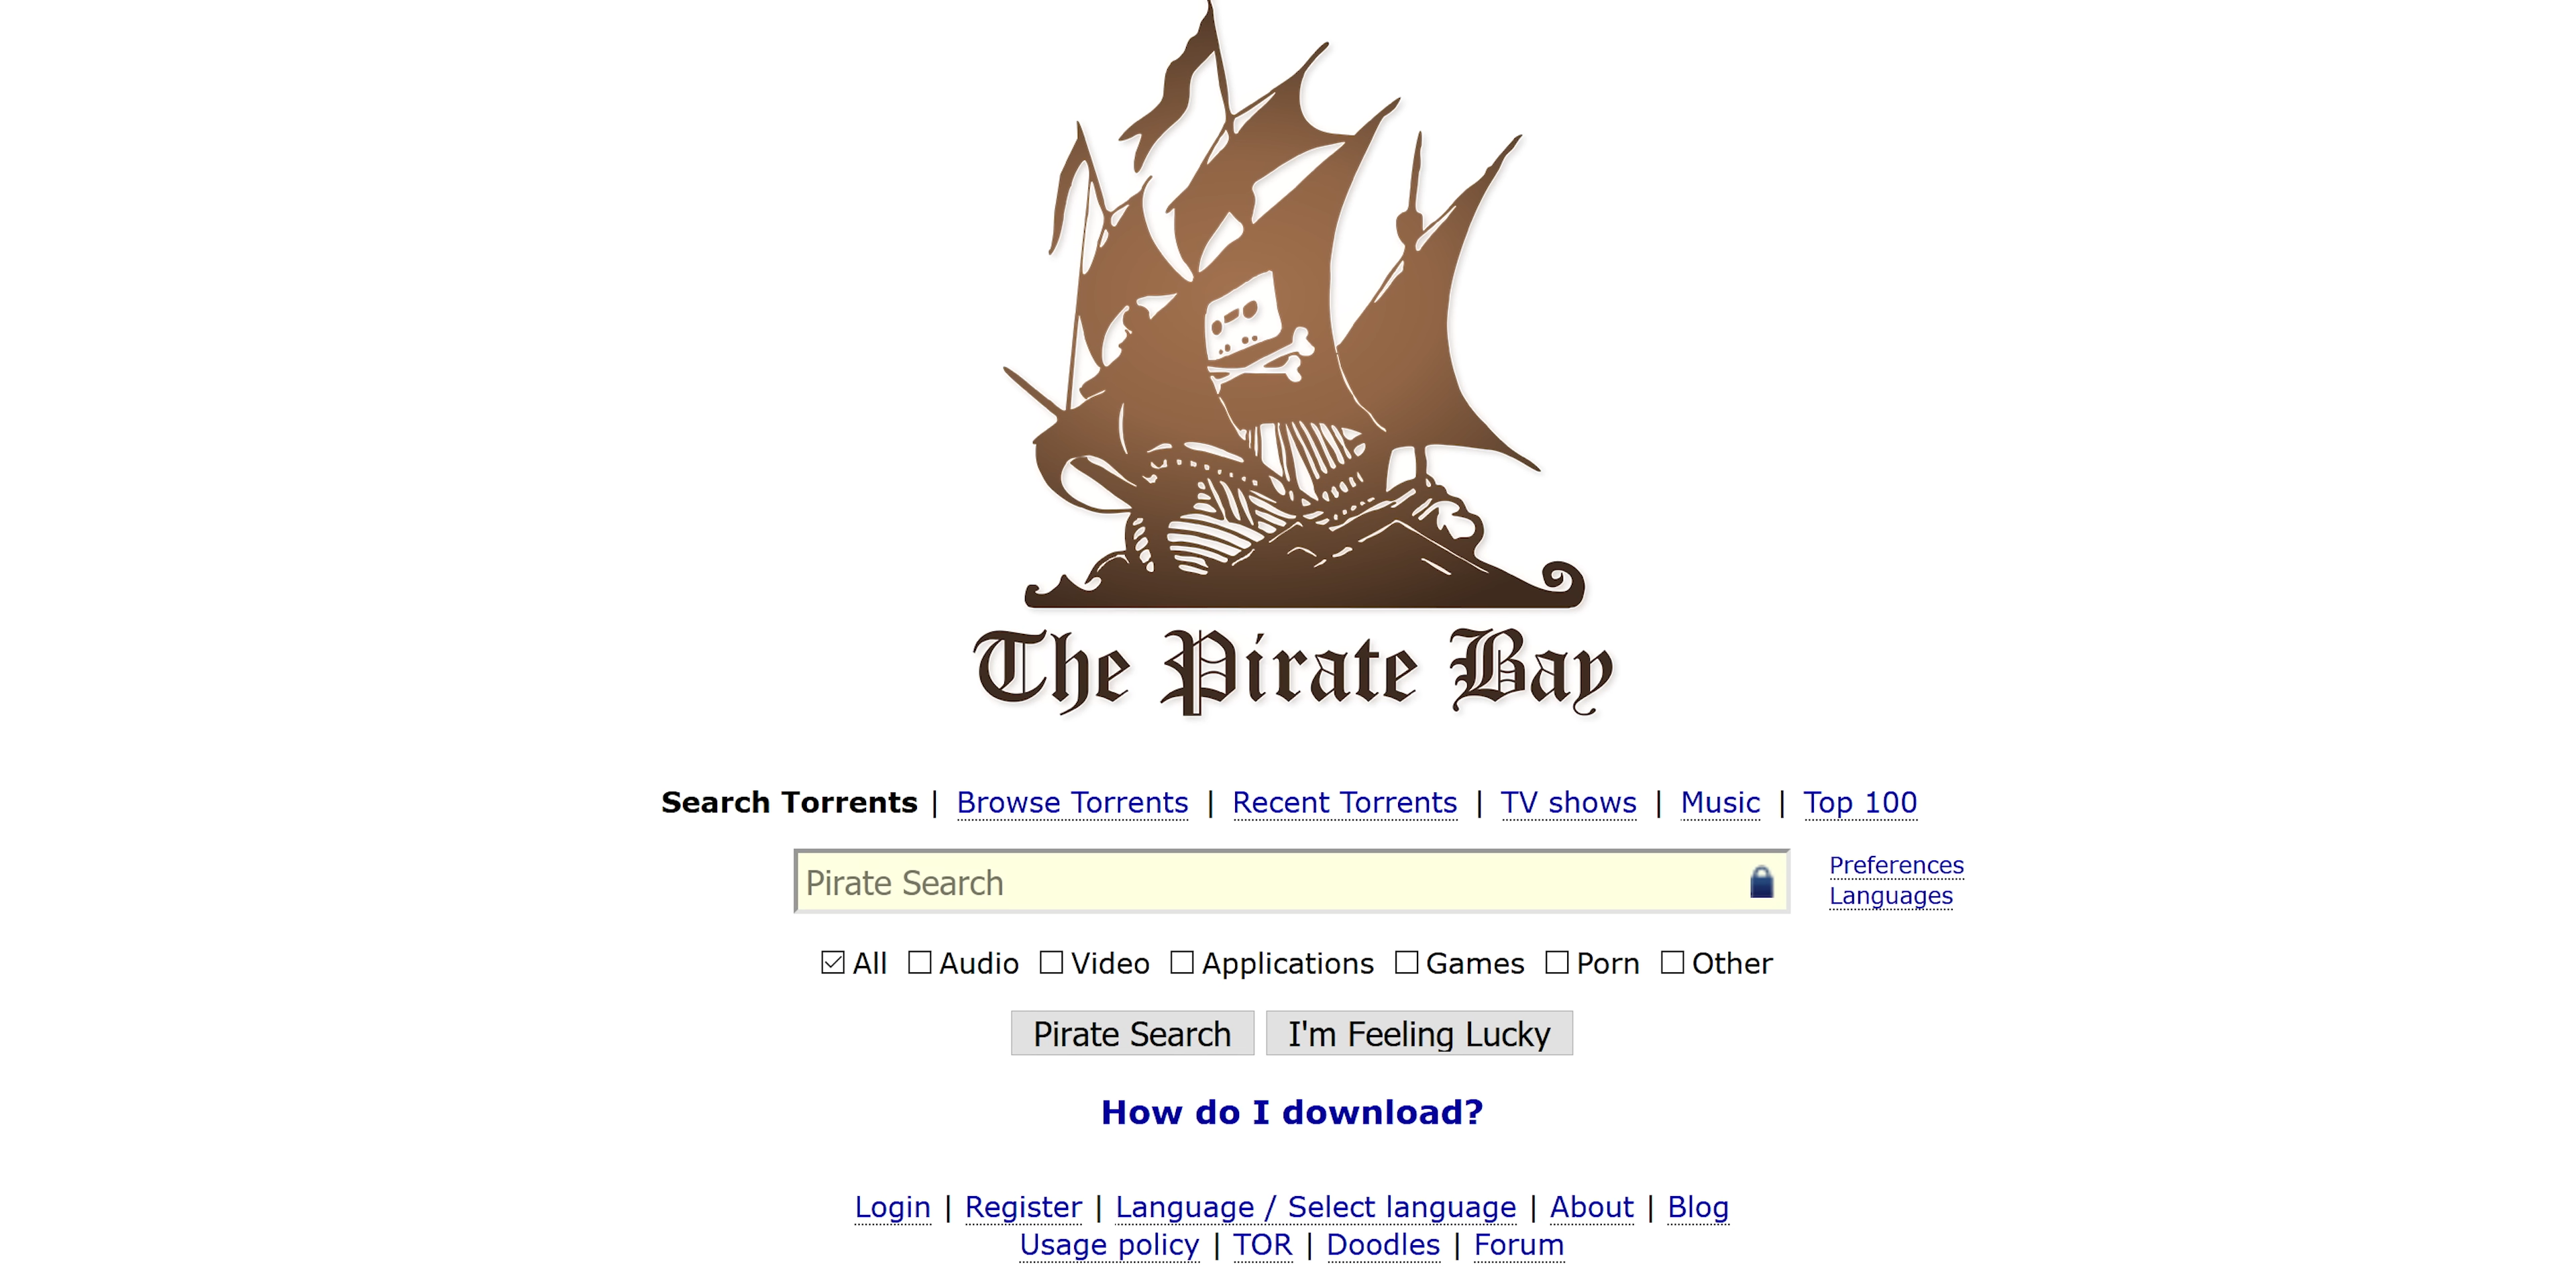 The Pirate Bay
Search Torrents | Browse Torrents | Recent Torrents | TV shows | Music | Top 100
Pirate Search
Preferences
Languages
All Audio Video Applications Games Porn Other
Pirate Search I'm Feeling Lucky
How do I download?
Login | Register | Language / Select language | About | Blog
Usage policy | TOR | Doodles | Forum